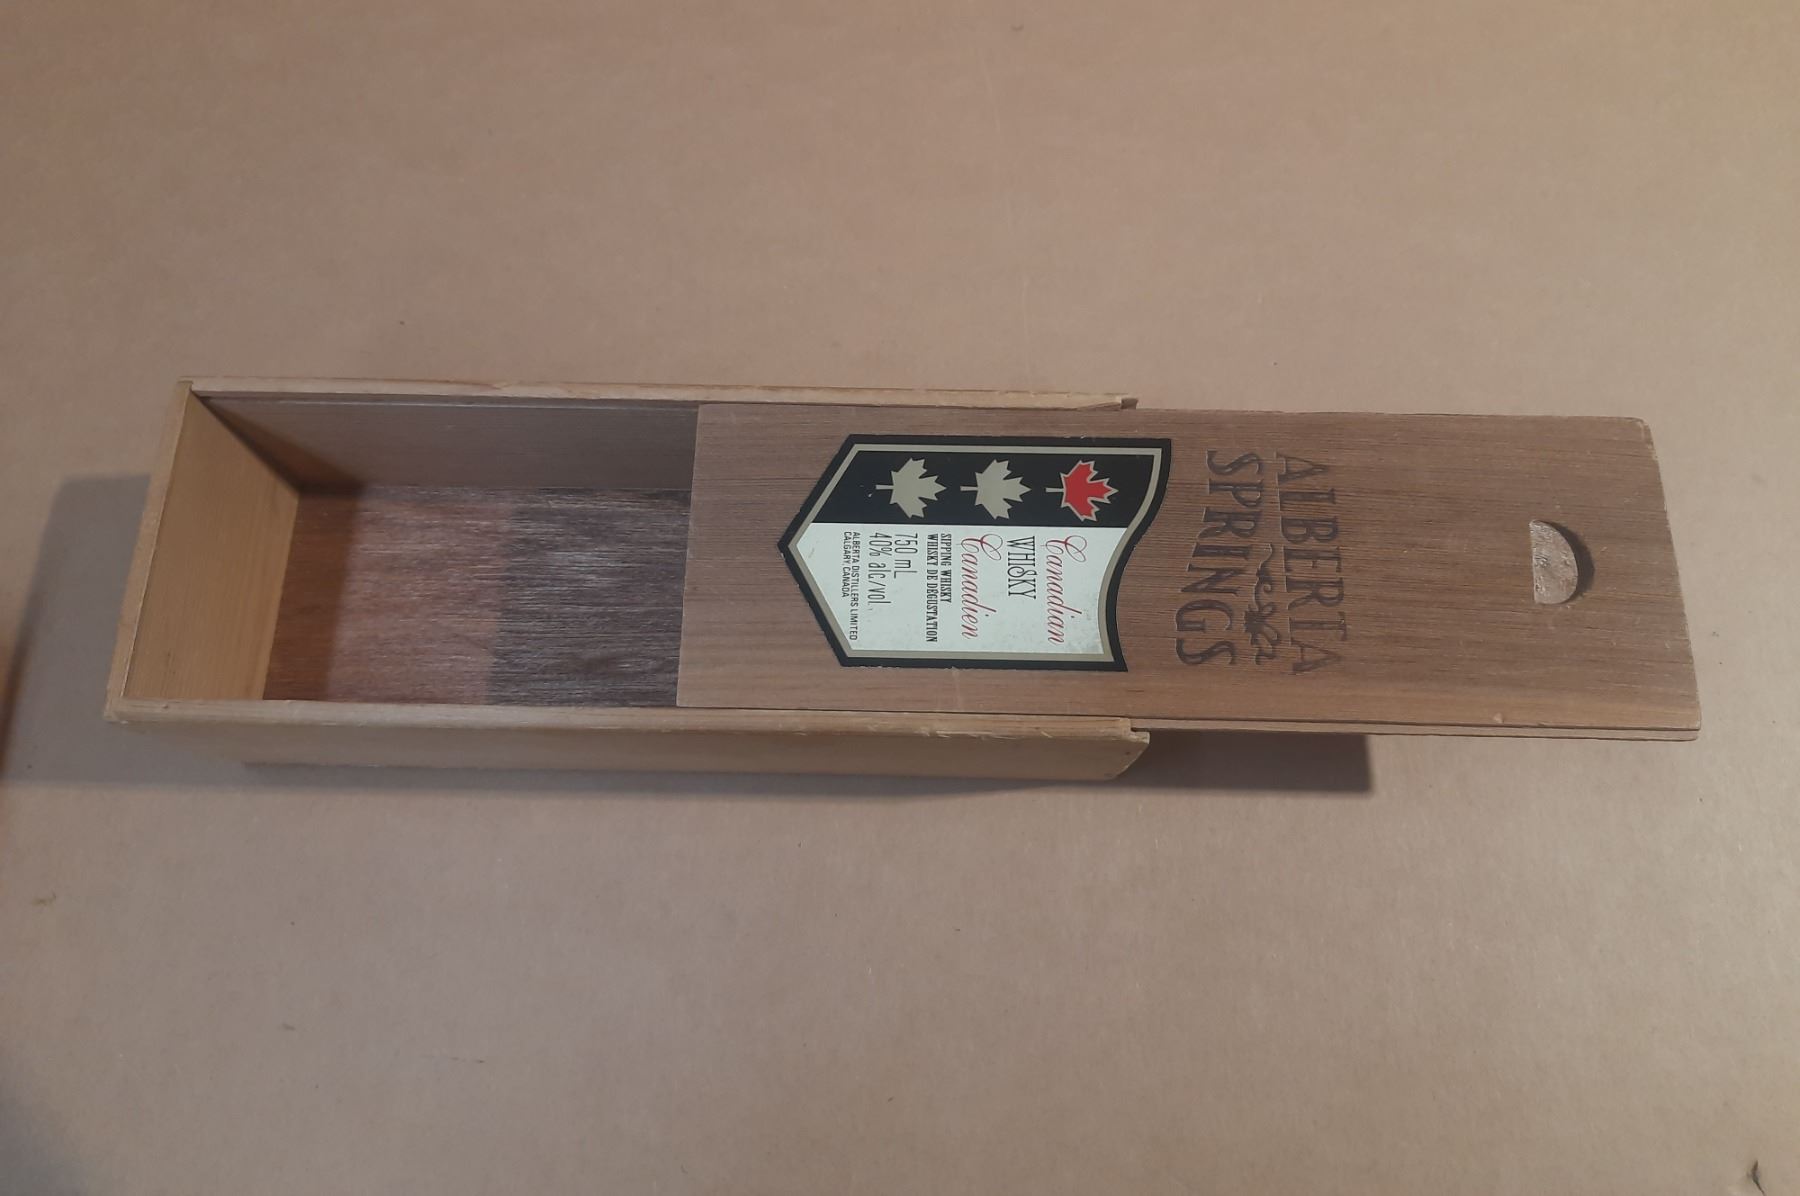 ALBERTA
SPRINGS
Canadian
WHISKY
Canadien
SIPPING WHISKY
WHISKY DE DÉGUSTATION
750 mL
40% alc/vol.
ALBERTA DISTILLERS LIMITED
CALGARY, CANADA